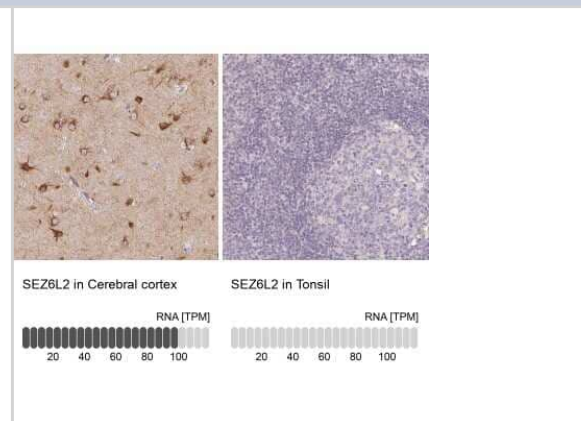 SEZ6L2 in Cerebral cortex
RNA [TPM]
20 40 60 80 100
SEZ6L2 in Tonsil
RNA [TPM]
20 40 60 80 100